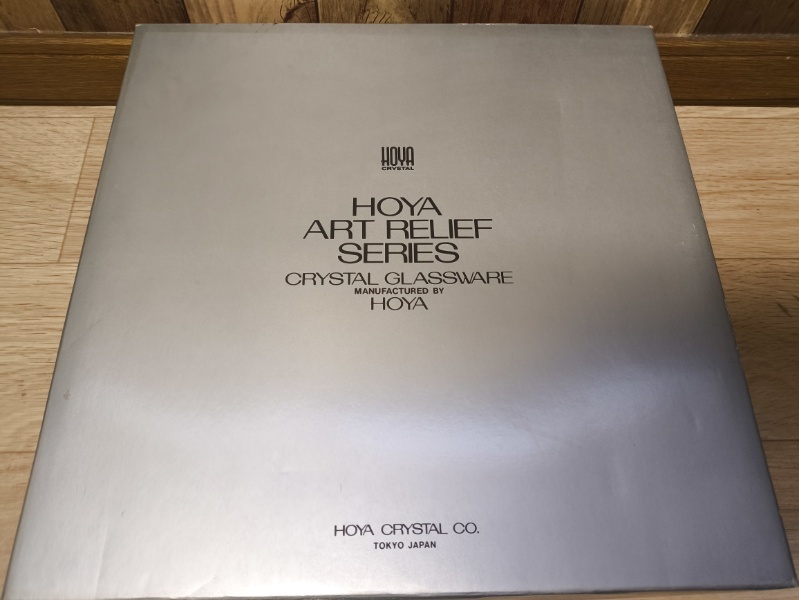 HOYA
CRYSTAL
HOYA
ART RELIEF
SERIES
CRYSTAL GLASSWARE
MANUFACTURED BY
HOYA
HOYA CRYSTAL CO.
TOKYO JAPAN